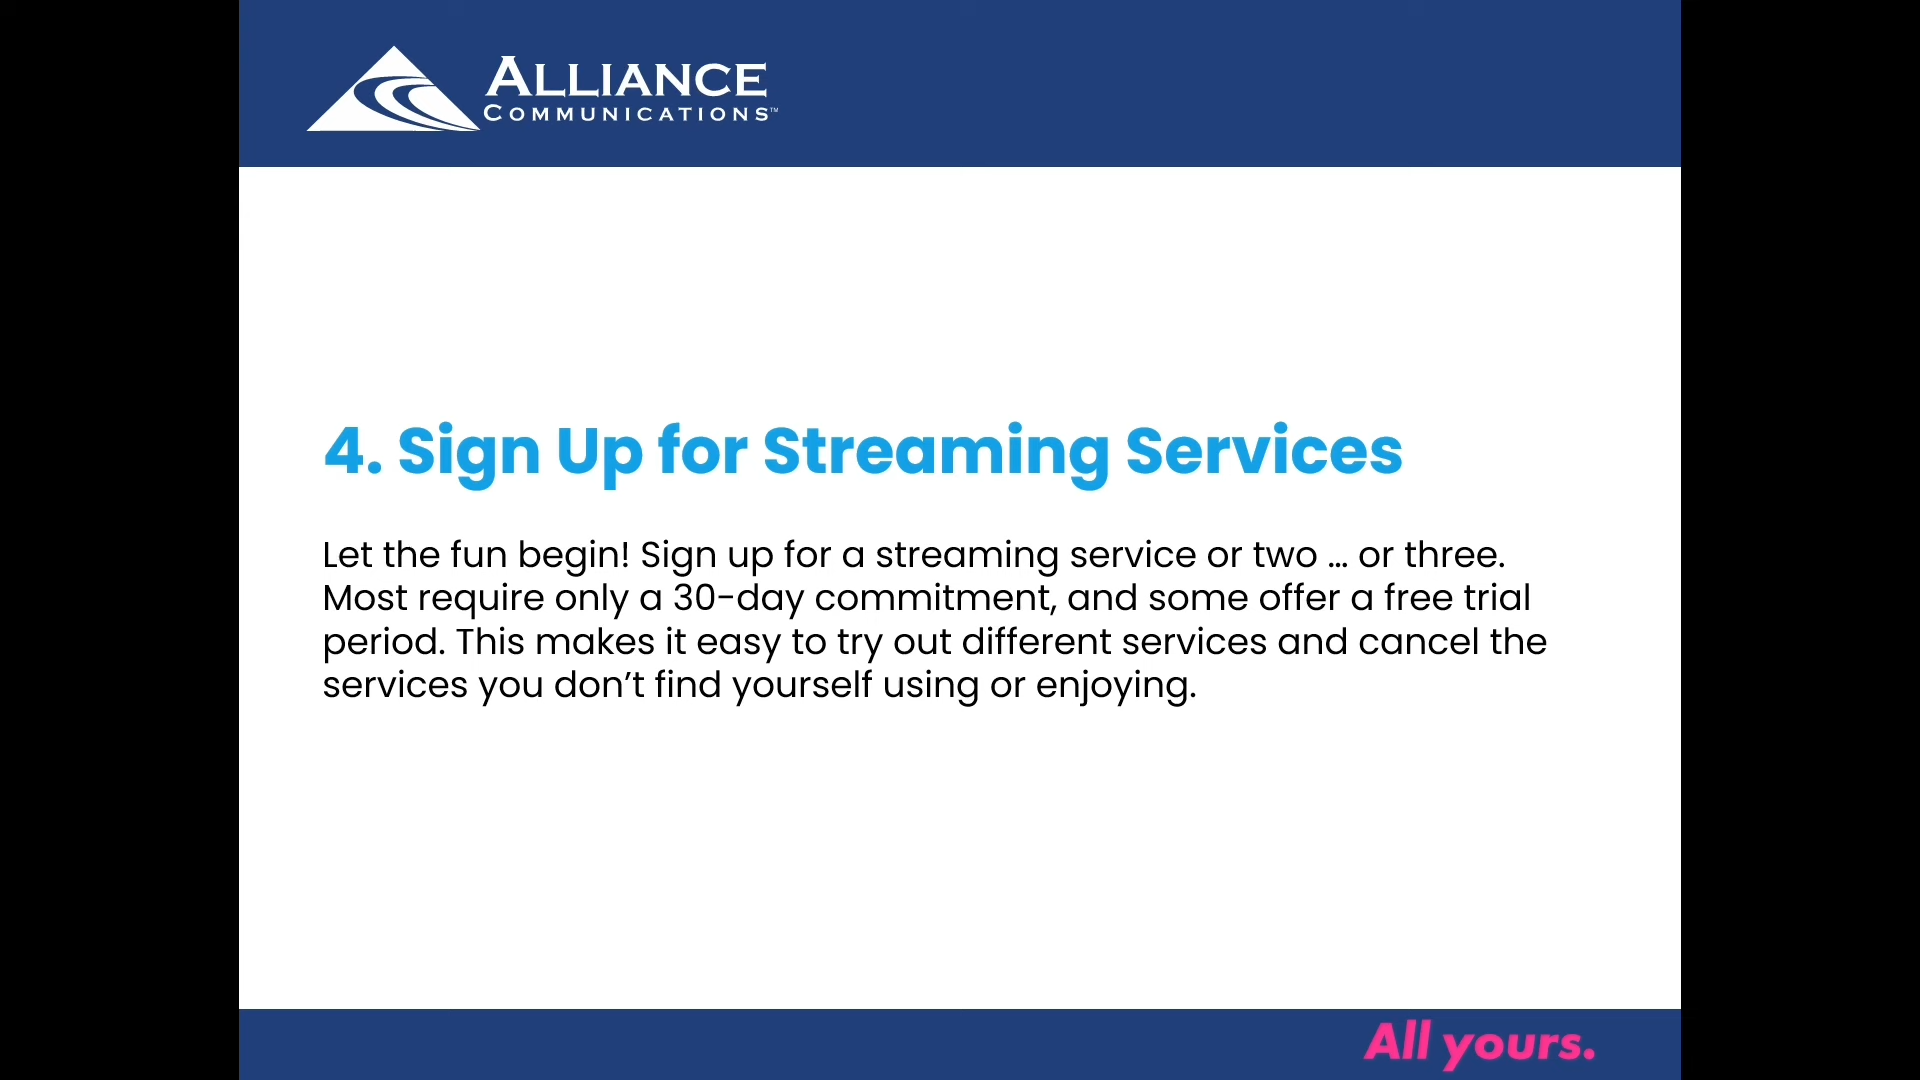 ALLIANCE
COMMUNICATIONS™
4. Sign Up for Streaming Services
Let the fun begin! Sign up for a streaming service or two … or three.
Most require only a 30-day commitment, and some offer a free trial
period. This makes it easy to try out different services and cancel the
services you don’t find yourself using or enjoying.
All yours.